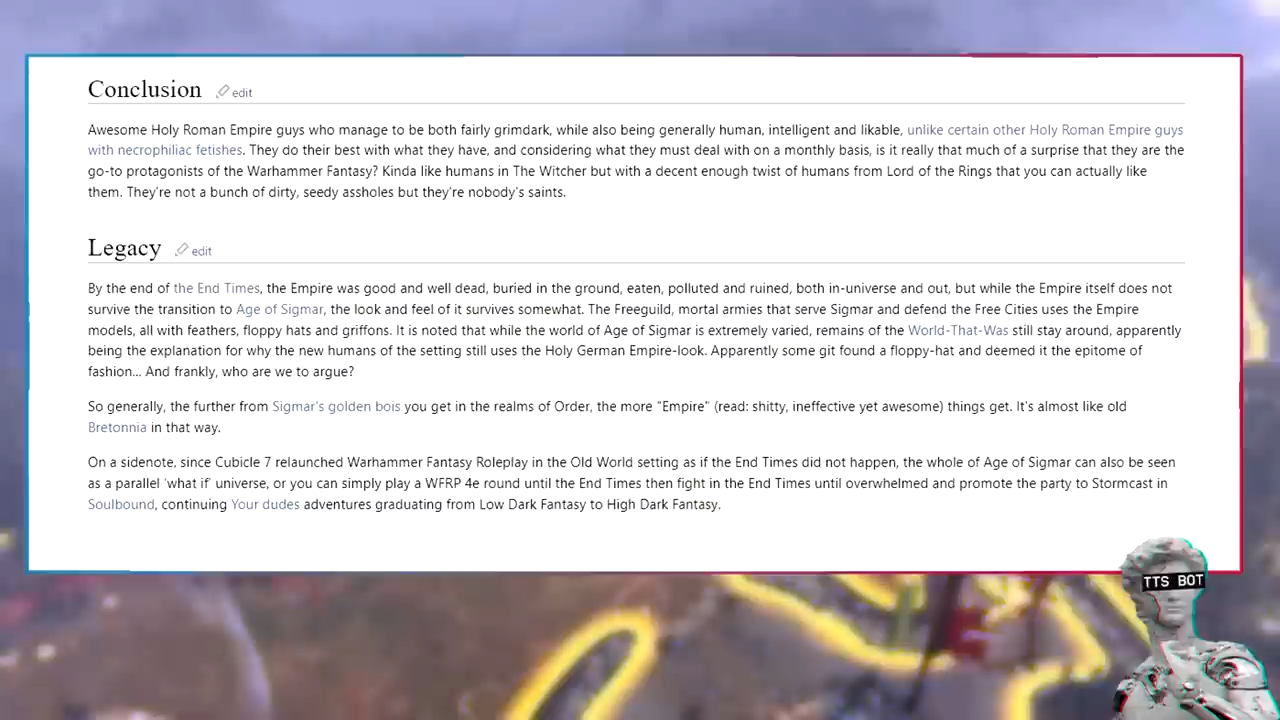 Conclusion edit
Awesome Holy Roman Empire guys who manage to be both fairly grimdark, while also being generally human, intelligent and likable, unlike certain other Holy Roman Empire guys
with necrophiliac fetishes. They do their best with what they have, and considering what they must deal with on a monthly basis, is it really that much of a surprise that they are the
go-to protagonists of the Warhammer Fantasy? Kinda like humans in The Witcher but with a decent enough twist of humans from Lord of the Rings that you can actually like
them. They're not a bunch of dirty, seedy assholes but they're nobody's saints.
Legacy edit
By the end of the End Times, the Empire was good and well dead, buried in the ground, eaten, polluted and ruined, both in-universe and out, but while the Empire itself does not
survive the transition to Age of Sigmar, the look and feel of it survives somewhat. The Freeguild, mortal armies that serve Sigmar and defend the Free Cities uses the Empire
models, all with feathers, floppy hats and griffons. It is noted that while the world of Age of Sigmar is extremely varied, remains of the World-That-Was still stay around, apparently
being the explanation for why the new humans of the setting still uses the Holy German Empire-look. Apparently some git found a floppy-hat and deemed it the epitome of
fashion... And frankly, who are we to argue?
So generally, the further from Sigmar's golden bois you get in the realms of Order, the more "Empire" (read: shitty, ineffective yet awesome) things get. It's almost like old
Bretonnia in that way.
On a sidenote, since Cubicle 7 relaunched Warhammer Fantasy Roleplay in the Old World setting as if the End Times did not happen, the whole of Age of Sigmar can also be seen
as a parallel 'what if' universe, or you can simply play a WFRP 4e round until the End Times then fight in the End Times until overwhelmed and promote the party to Stormcast in
Soulbound, continuing Your dudes adventures graduating from Low Dark Fantasy to High Dark Fantasy.
TTS BOT